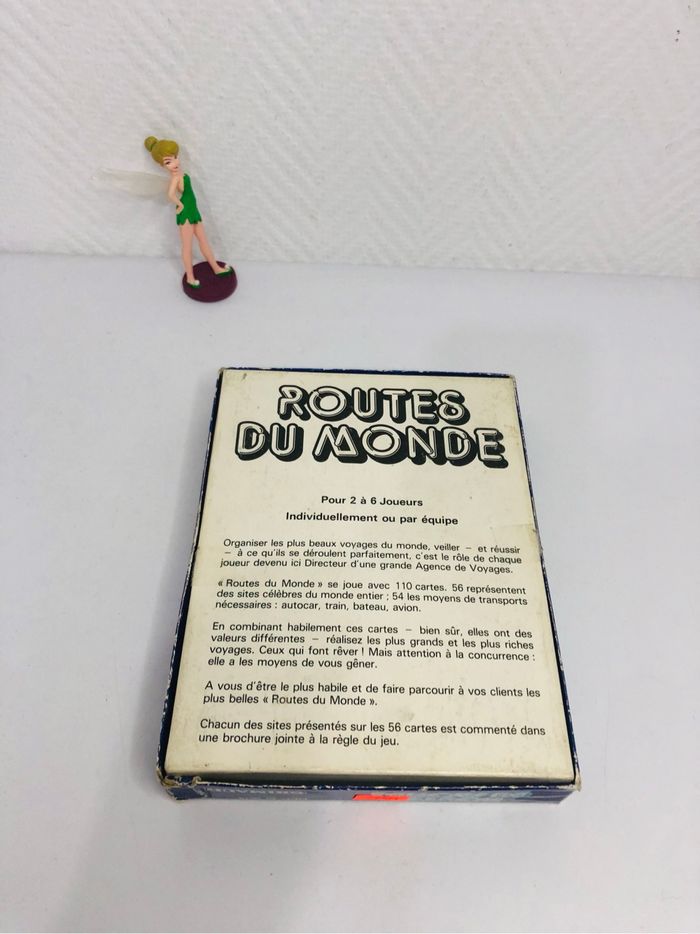 ROUTES
DU MONDE
Pour 2 à 6 Joueurs
Individuellement ou par équipe
Organiser les plus beaux voyages du monde, veiller – et réussir
– à ce qu'ils se déroulent parfaitement, c'est le rôle de chaque
joueur devenu ici Directeur d'une grande Agence de Voyages.
« Routes du Monde » se joue avec 110 cartes. 56 représentent
des sites célèbres du monde entier ; 54 les moyens de transports
nécessaires : autocar, train, bateau, avion.
En combinant habilement ces cartes – bien sûr, elles ont des
valeurs différentes – réalisez les plus grands et les plus riches
voyages. Ceux qui font rêver ! Mais attention à la concurrence :
elle a les moyens de vous gêner.
A vous d'être le plus habile et de faire parcourir à vos clients les
plus belles « Routes du Monde ».
Chacun des sites présentés sur les 56 cartes est commenté dans
une brochure jointe à la règle du jeu.